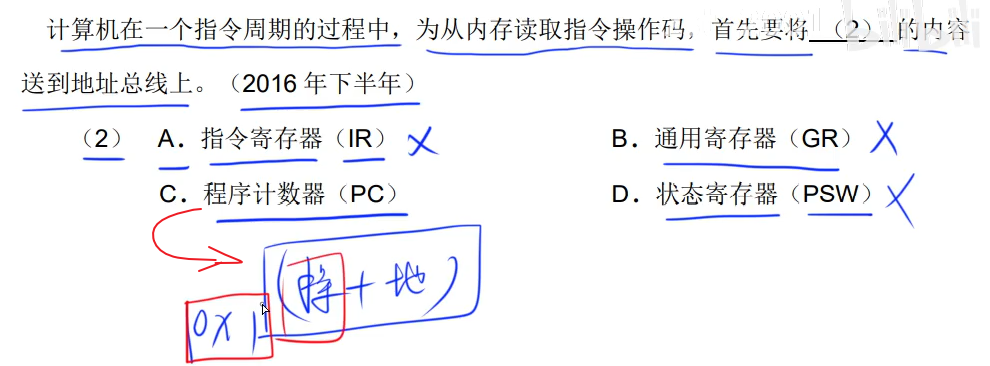 计算机在一个指令周期的过程中，为从内存读取指令操作码，首先要将 （2） 的内容
送到地址总线上。（2016 年下半年）
（2） A．指令寄存器（IR） X B．通用寄存器（GR） X
C．程序计数器（PC） D．状态寄存器（PSW） X
+ 地）
0x1